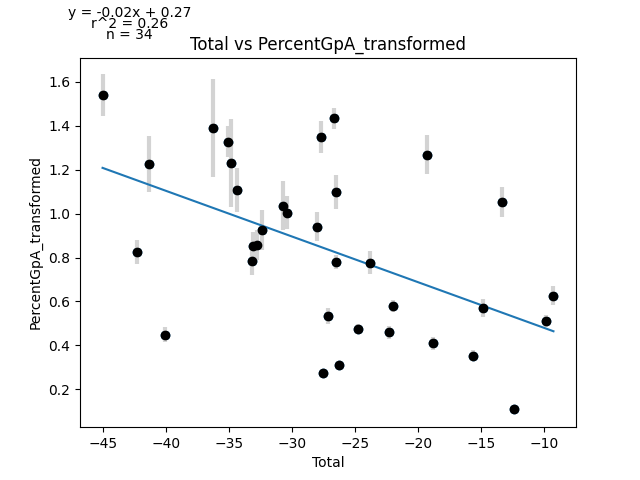 y = -0.02x + 0.27
r^2 = 0.26
n = 34
Total vs PercentGpA_transformed
PercentGpA_transformed
1.6
1.4
1.2
1.0
0.8
0.6
0.4
0.2
−45 −40 −35 −30 −25 −20 −15 −10
Total